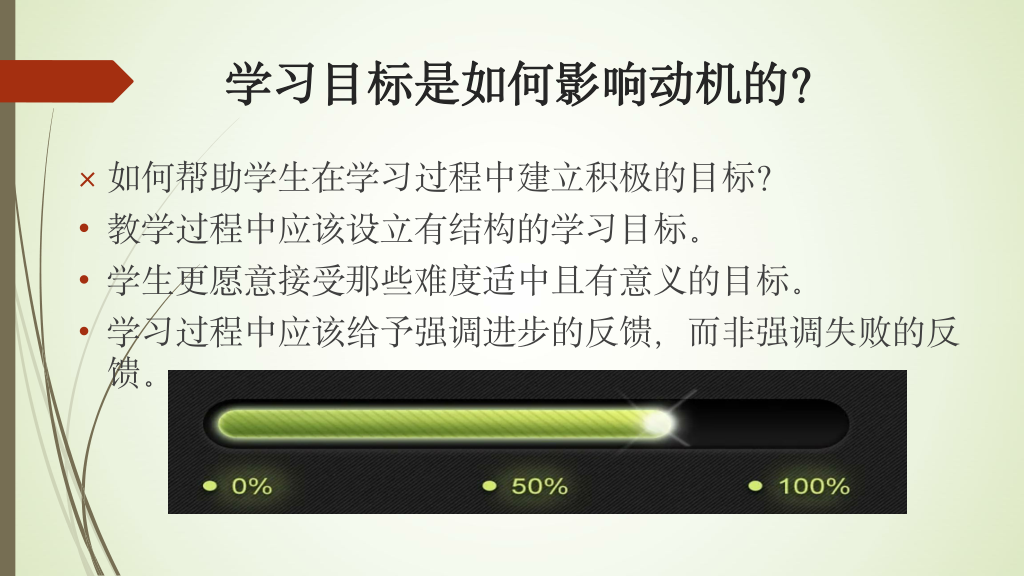 学习目标是如何影响动机的?
× 如何帮助学生在学习过程中建立积极的目标?
• 教学过程中应该设立有结构的学习目标。
• 学生更愿意接受那些难度适中且有意义的目标。
• 学习过程中应该给予强调进步的反馈，而非强调失败的反
馈。
0% 50% 100%